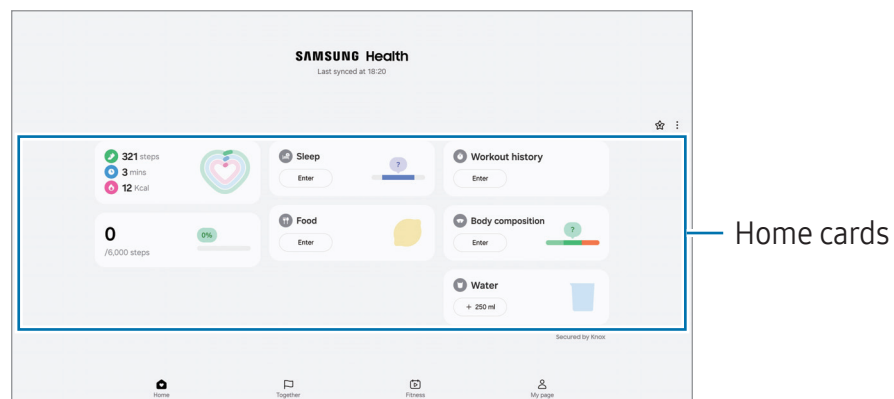 SAMSUNG Health
Last synced at 18:20
321 steps
3 mins
12 Kcal
0
/6,000 steps
0%
Sleep
Enter
?
Food
Enter
Workout history
Enter
Body composition
Enter
?
Water
+ 250 ml
Secured by Knox
Home
Together
Fitness
My page
Home cards